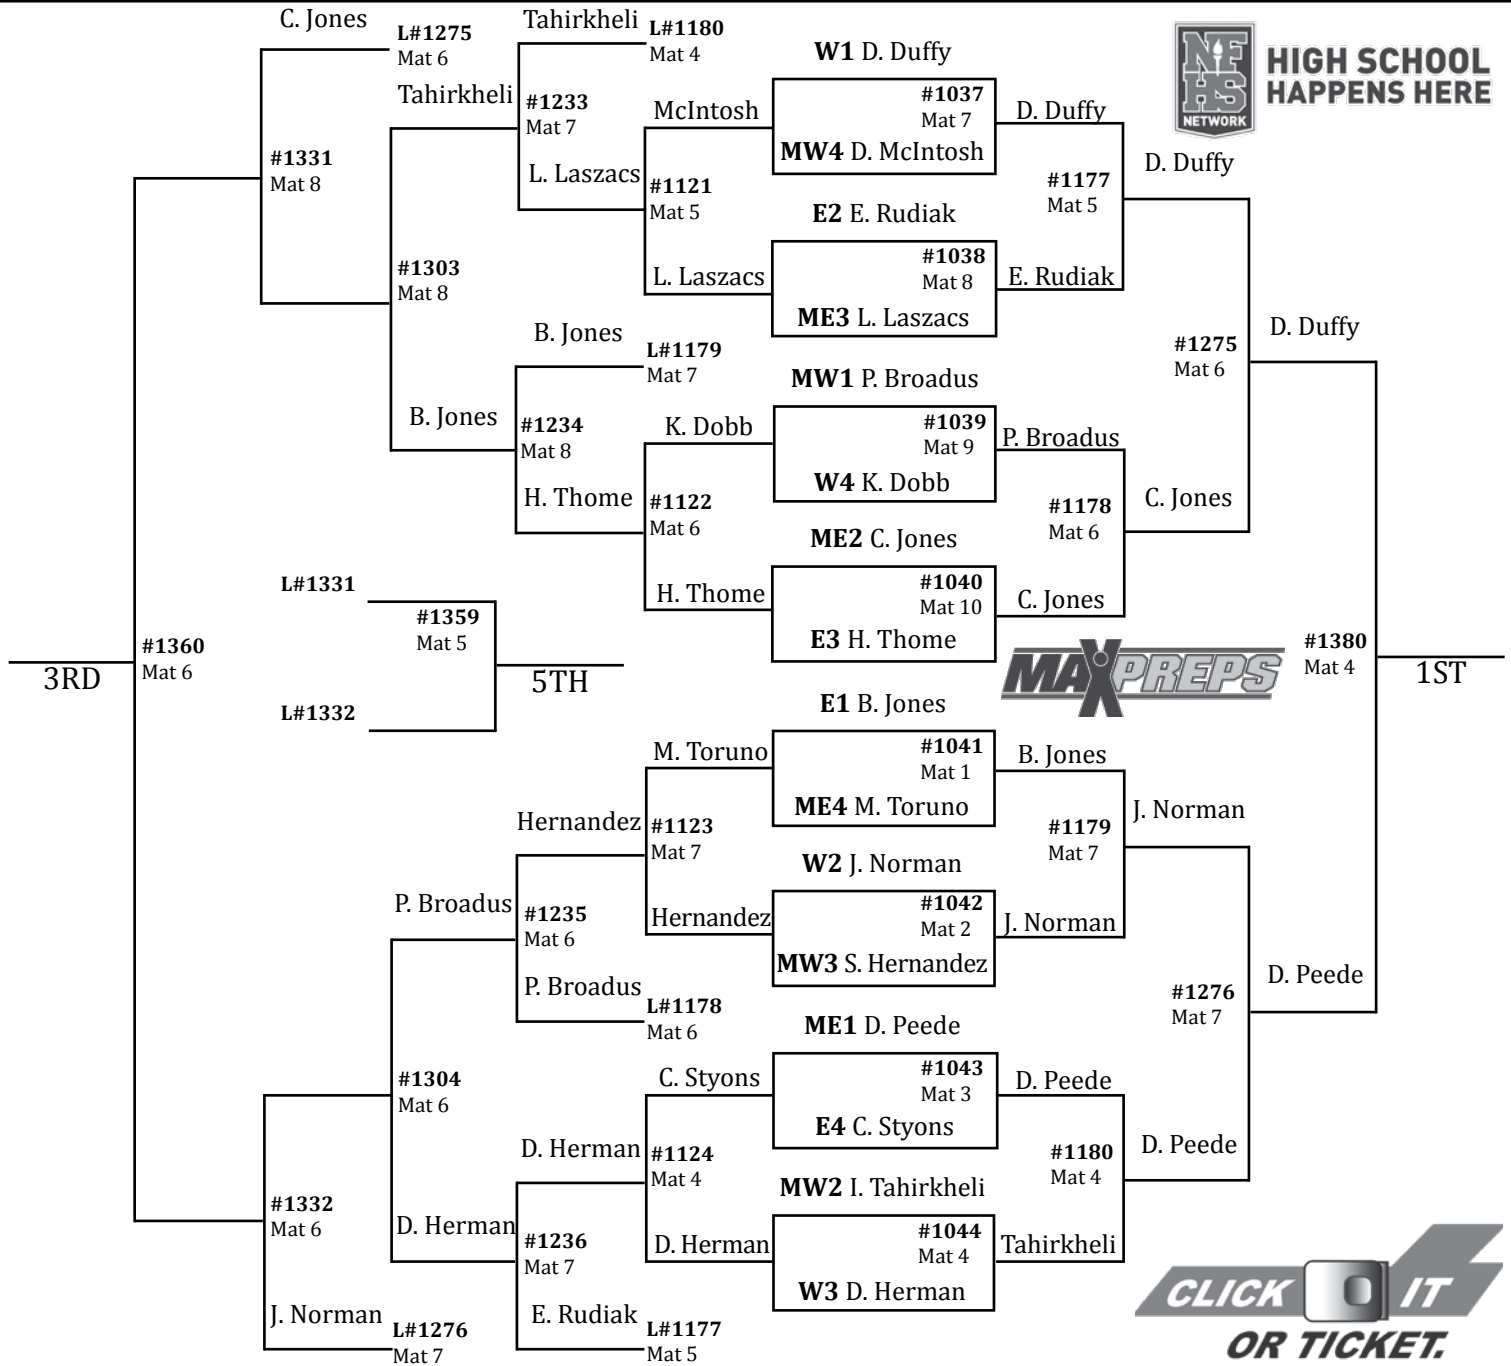 C. Jones
L#1275
Mat 6
Tahirkheli
#1331
Mat 8
#1303
Mat 8
B. Jones
Tahirkheli
L#1180
Mat 4
#1233
Mat 7
L. Laszacs
B. Jones
L#1179
Mat 7
#1234
Mat 8
H. Thome
McIntosh
#1121
Mat 5
L. Laszacs
K. Dobb
#1122
Mat 6
H. Thome
W1 D. Duffy
#1037
Mat 7
MW4 D. McIntosh
E2 E. Rudiak
#1038
Mat 8
ME3 L. Laszacs
MW1 P. Broadus
#1039
Mat 9
W4 K. Dobb
ME2 C. Jones
#1040
Mat 10
E3 H. Thome
D. Duffy
#1177
Mat 5
E. Rudiak
P. Broadus
#1178
Mat 6
C. Jones
D. Duffy
#1275
Mat 6
C. Jones
D. Duffy
NFHS
NETWORK
HIGH SCHOOL
HAPPENS HERE
L#1331
#1359
Mat 5
L#1332
5TH
#1360
Mat 6
3RD
MAXPREPS
#1380
Mat 4
1ST
E1 B. Jones
#1041
Mat 1
ME4 M. Toruno
W2 J. Norman
#1042
Mat 2
MW3 S. Hernandez
ME1 D. Peede
#1043
Mat 3
E4 C. Styons
MW2 I. Tahirkheli
#1044
Mat 4
W3 D. Herman
M. Toruno
#1123
Mat 7
Hernandez
C. Styons
#1124
Mat 4
D. Herman
Hernandez
#1235
Mat 6
P. Broadus
L#1178
Mat 6
D. Herman
#1236
Mat 7
E. Rudiak
L#1177
Mat 5
P. Broadus
#1304
Mat 6
D. Herman
#1332
Mat 6
J. Norman
L#1276
Mat 7
B. Jones
#1179
Mat 7
J. Norman
D. Peede
#1180
Mat 4
Tahirkheli
J. Norman
#1276
Mat 7
D. Peede
D. Peede
CLICK IT
OR TICKET.